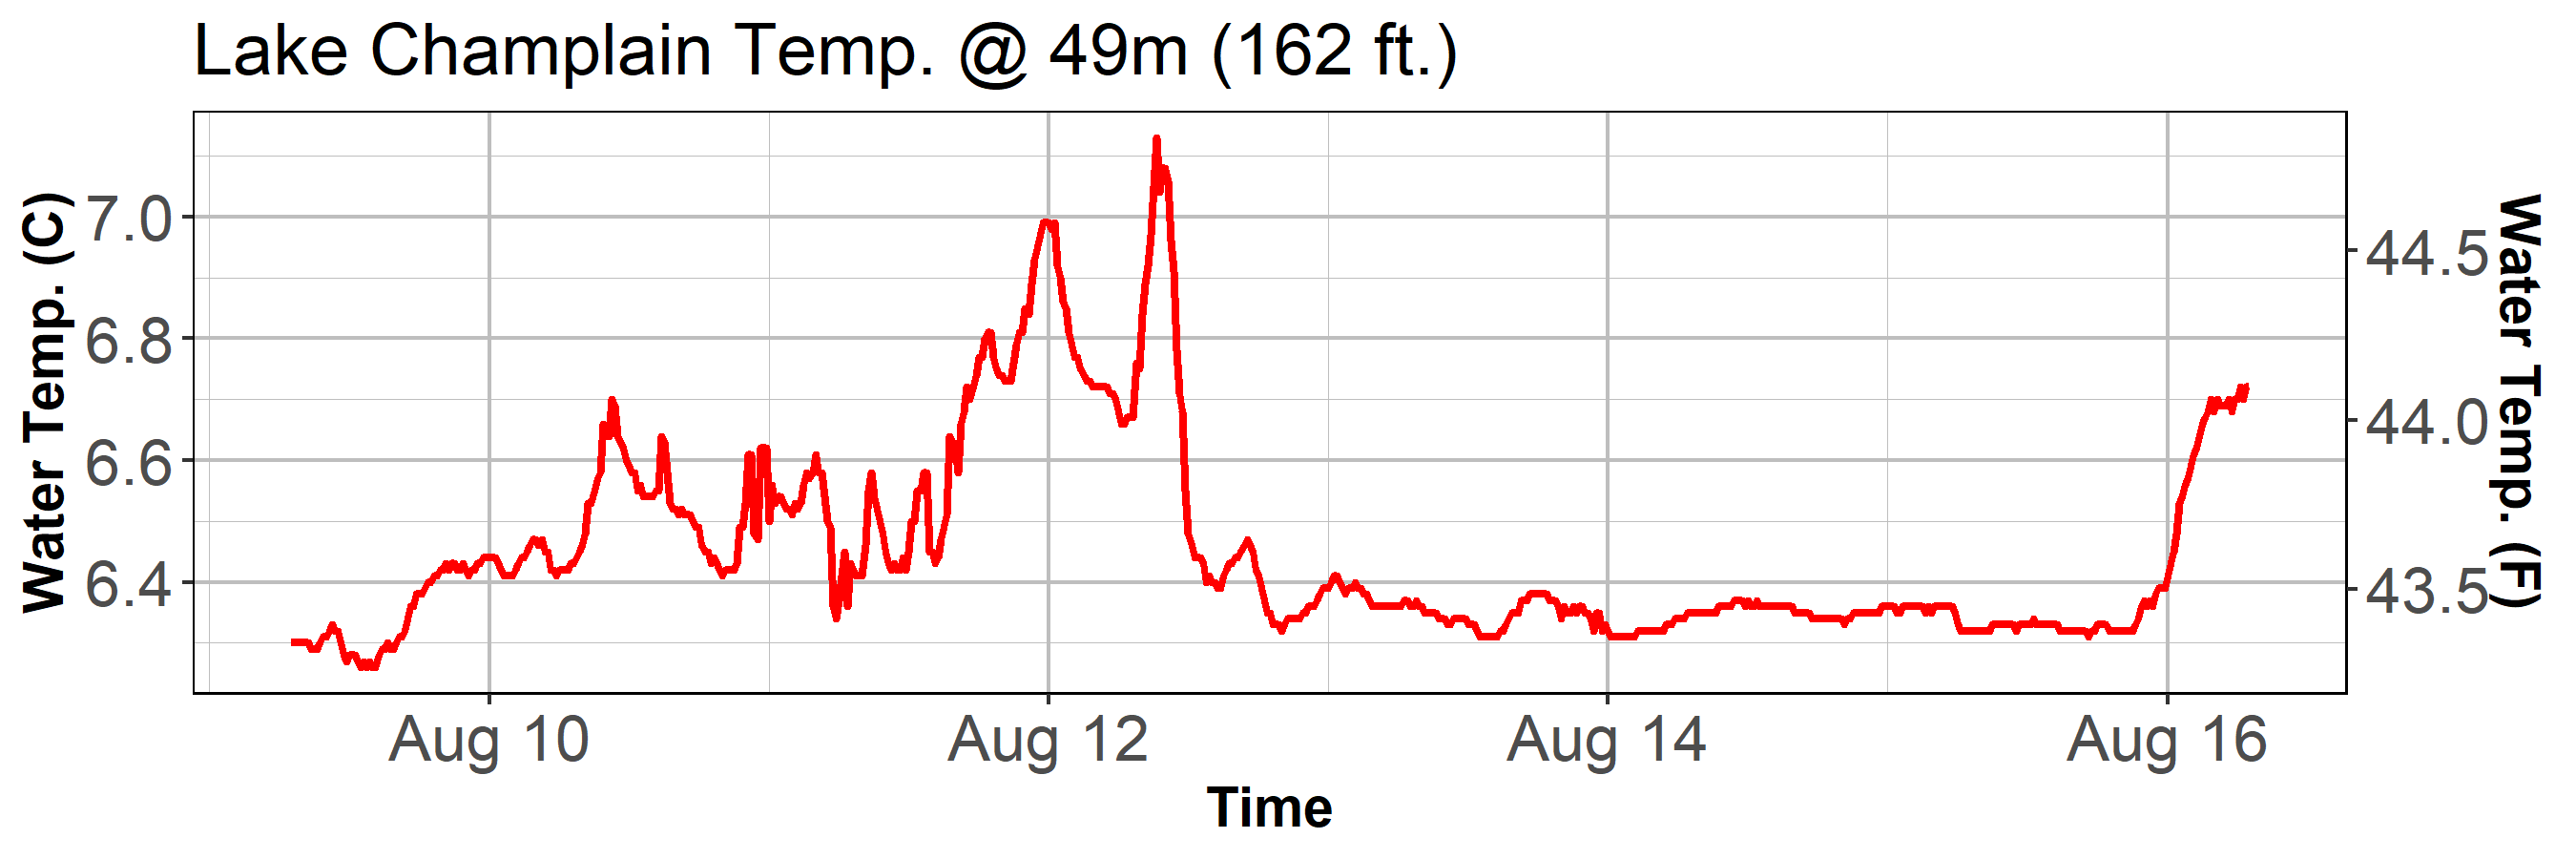 Lake Champlain Temp. @ 49m (162 ft.)
Water Temp. (C)
7.0
6.8
6.6
6.4
44.5
44.0
43.5
Water Temp. (F)
Aug 10
Aug 12
Aug 14
Aug 16
Time